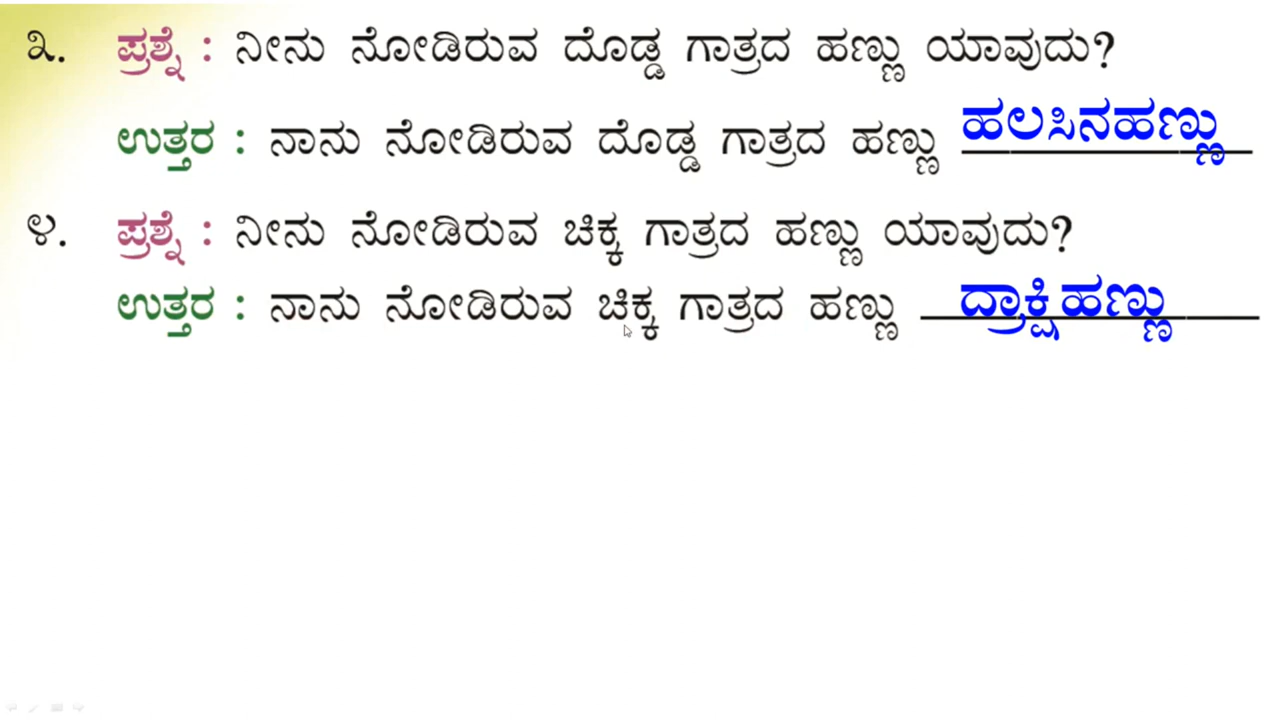 ೩. ಪ್ರಶ್ನೆ : ನೀನು ನೋಡಿರುವ ದೊಡ್ಡ ಗಾತ್ರದ ಹಣ್ಣು ಯಾವುದು?
ಉತ್ತರ : ನಾನು ನೋಡಿರುವ ದೊಡ್ಡ ಗಾತ್ರದ ಹಣ್ಣು ಹಲಸಿನಹಣ್ಣು
೪. ಪ್ರಶ್ನೆ : ನೀನು ನೋಡಿರುವ ಚಿಕ್ಕ ಗಾತ್ರದ ಹಣ್ಣು ಯಾವುದು?
ಉತ್ತರ : ನಾನು ನೋಡಿರುವ ಚಿಕ್ಕ ಗಾತ್ರದ ಹಣ್ಣು ದ್ರಾಕ್ಷಿಹಣ್ಣು